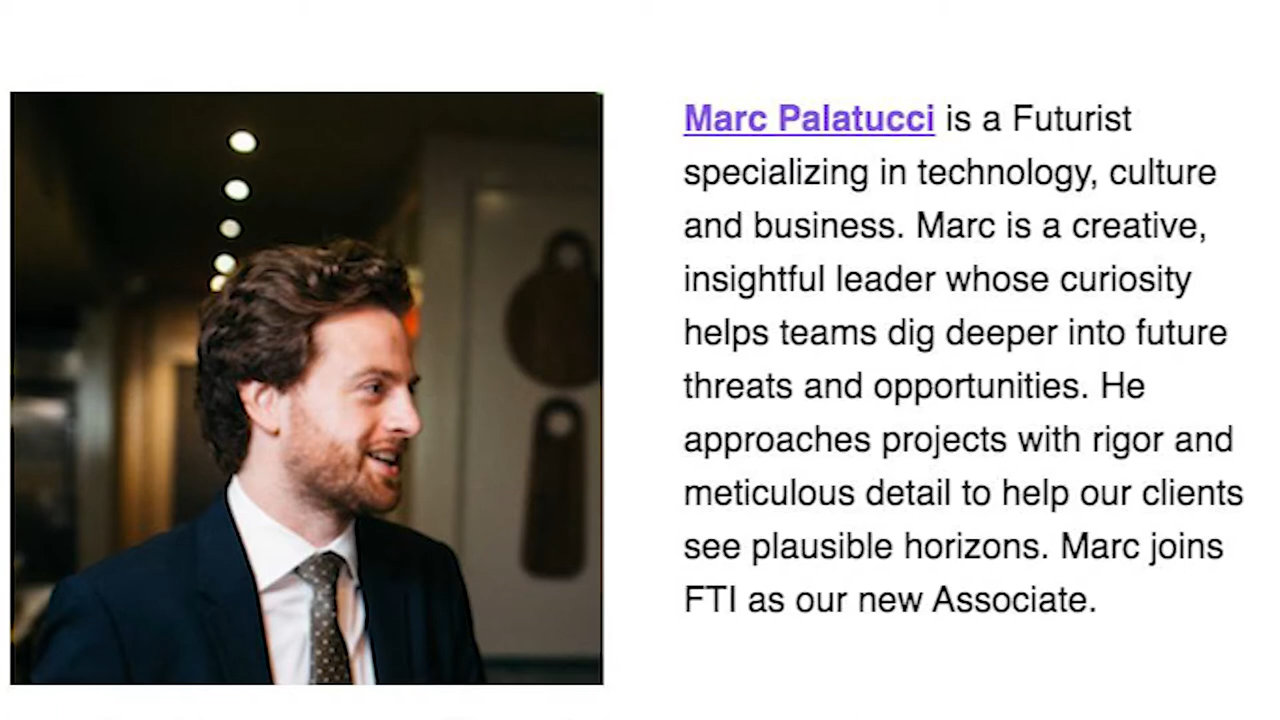 Marc Palatucci is a Futurist
specializing in technology, culture
and business. Marc is a creative,
insightful leader whose curiosity
helps teams dig deeper into future
threats and opportunities. He
approaches projects with rigor and
meticulous detail to help our clients
see plausible horizons. Marc joins
FTI as our new Associate.